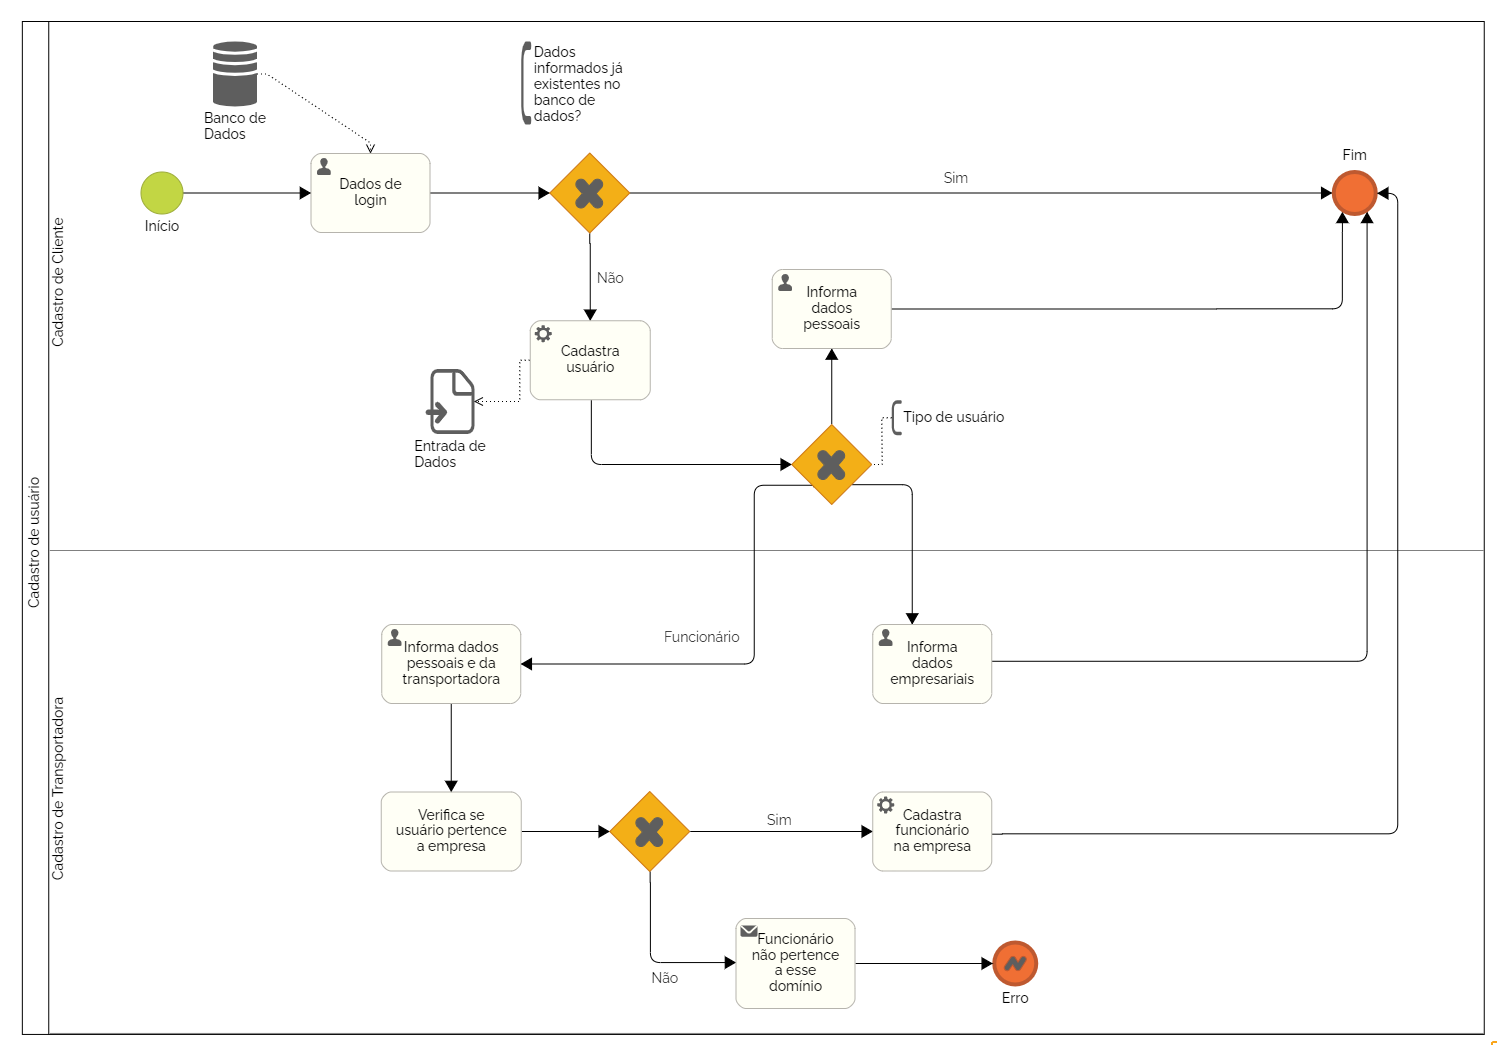 Cadastro de usuário
Cadastro de Cliente
Banco de
Dados
Dados
informados já
existentes no
banco de
dados?
Início
Dados de
login
Sim
Fim
Não
Cadastra
usuário
Entrada de
Dados
Informa
dados
pessoais
Tipo de usuário
Cadastro de Transportadora
Funcionário
Informa dados
pessoais e da
transportadora
Informa
dados
empresariais
Verifica se
usuário pertence
a empresa
Sim
Cadastra
funcionário
na empresa
Não
Funcionário
não pertence
a esse
domínio
Erro